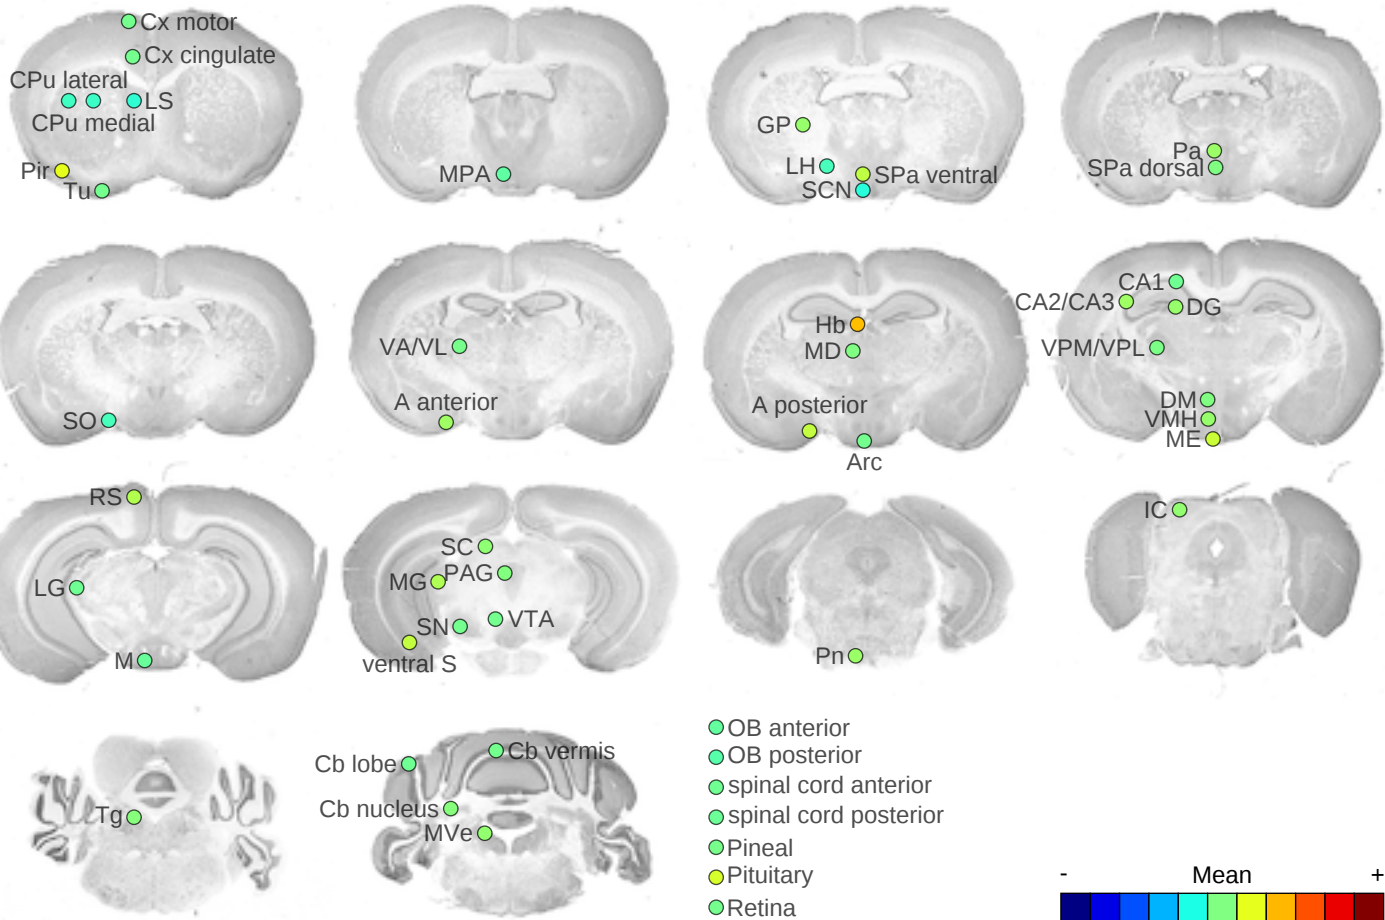 Cx motor
Cx cingulate
CPu lateral
LS
CPu medial
Pir
Tu
MPA
GP
LH
SPa ventral
SCN
Pa
SPa dorsal
SO
VA/VL
A anterior
Hb
MD
A posterior
Arc
CA1
CA2/CA3
DG
VPM/VPL
DM
VMH
ME
RS
LG
M
SC
MG
PAG
SN
VTA
ventral S
Pn
IC
Tg
Cb lobe
Cb vermis
Cb nucleus
MVe
OB anterior
OB posterior
spinal cord anterior
spinal cord posterior
Pineal
Pituitary
Retina
- Mean +